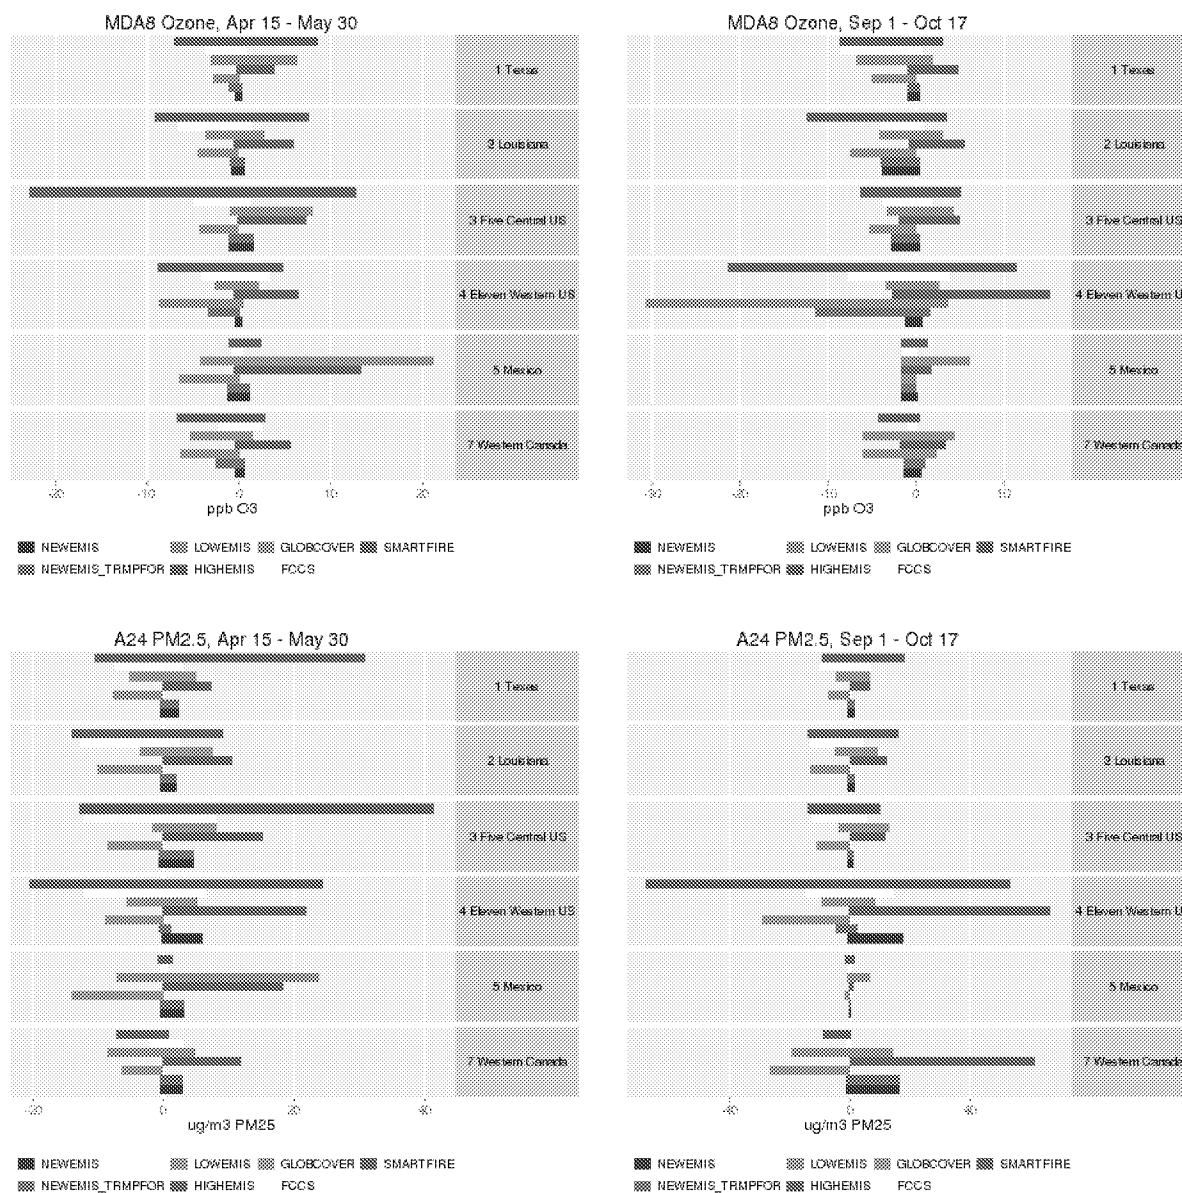 MDA8 Ozone, Apr 15 - May 30
1 Texas
2 Louisiana
3 Five Central US
4 Eleven Western US
5 Mexico
7 Western Canada
-20 -10 0 10 20
ppb O3
NEWEMIS LOWEMIS GLOBCOVER SMARTFIRE
NEWEMIS_TRMPFOR HIGHEMIS FCCS
MDA8 Ozone, Sep 1 - Oct 17
1 Texas
2 Louisiana
3 Five Central US
4 Eleven Western U
5 Mexico
7 Western Canada
-30 -20 -10 0 10
ppb O3
NEWEMIS LOWEMIS GLOBCOVER SMARTFIRE
NEWEMIS_TRMPFOR HIGHEMIS FCCS
A24 PM2.5, Apr 15 - May 30
1 Texas
2 Louisiana
3 Five Central US
4 Eleven Western US
5 Mexico
7 Western Canada
-20 0 20 40
ug/m3 PM25
NEWEMIS LOWEMIS GLOBCOVER SMARTFIRE
NEWEMIS_TRMPFOR HIGHEMIS FCCS
A24 PM2.5, Sep 1 - Oct 17
1 Texas
2 Louisiana
3 Five Central US
4 Eleven Western U
5 Mexico
7 Western Canada
0
ug/m3 PM25
NEWEMIS LOWEMIS GLOBCOVER SMARTFIRE
NEWEMIS_TRMPFOR HIGHEMIS FCCS